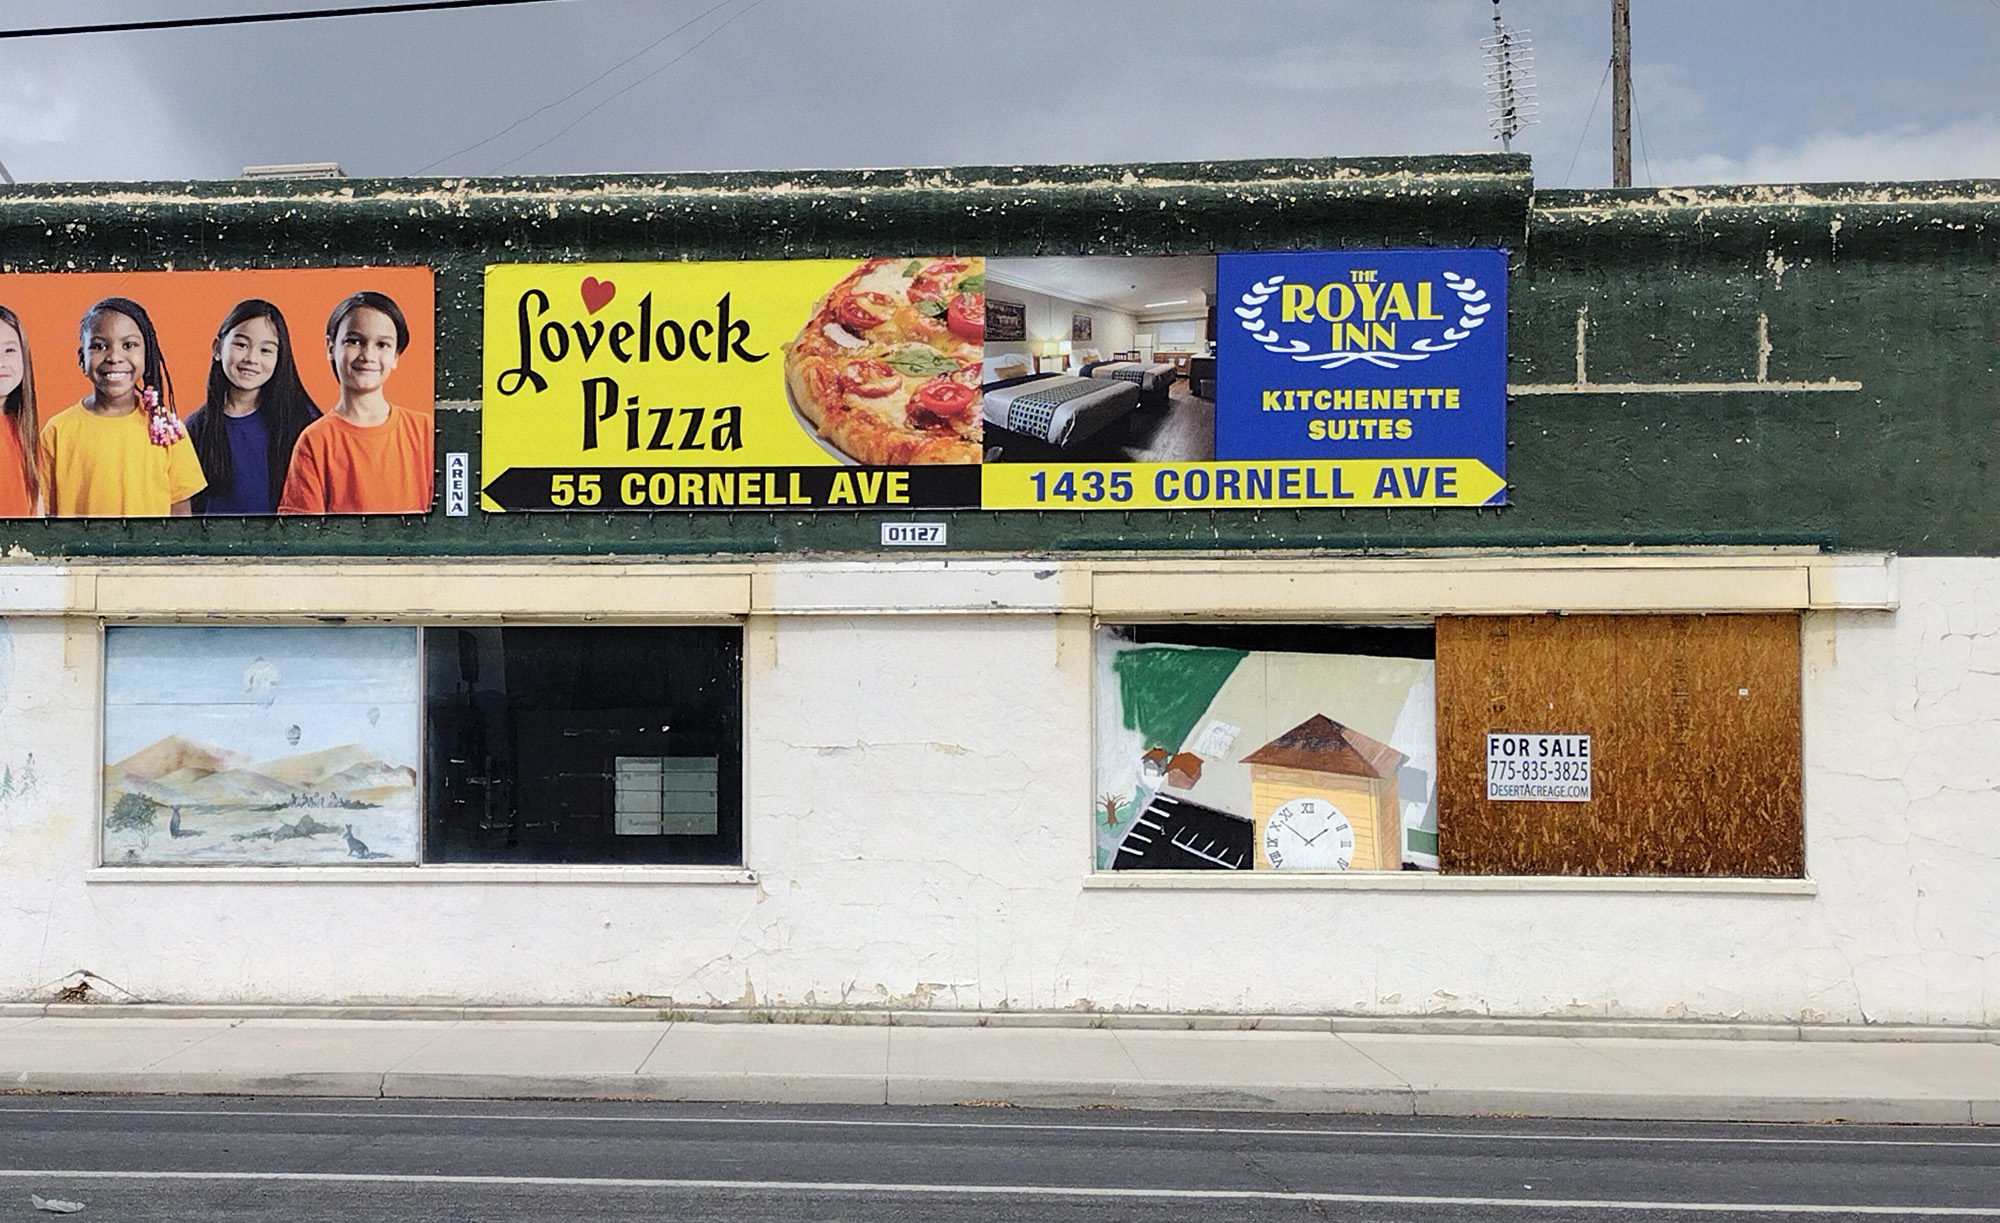 Lovelock
Pizza
55 CORNELL AVE
THE
ROYAL
INN
KITCHENETTE
SUITES
1435 CORNELL AVE
ARENA
01127
FOR SALE
775-835-3825
DESERTACREAGE.COM
XII
I